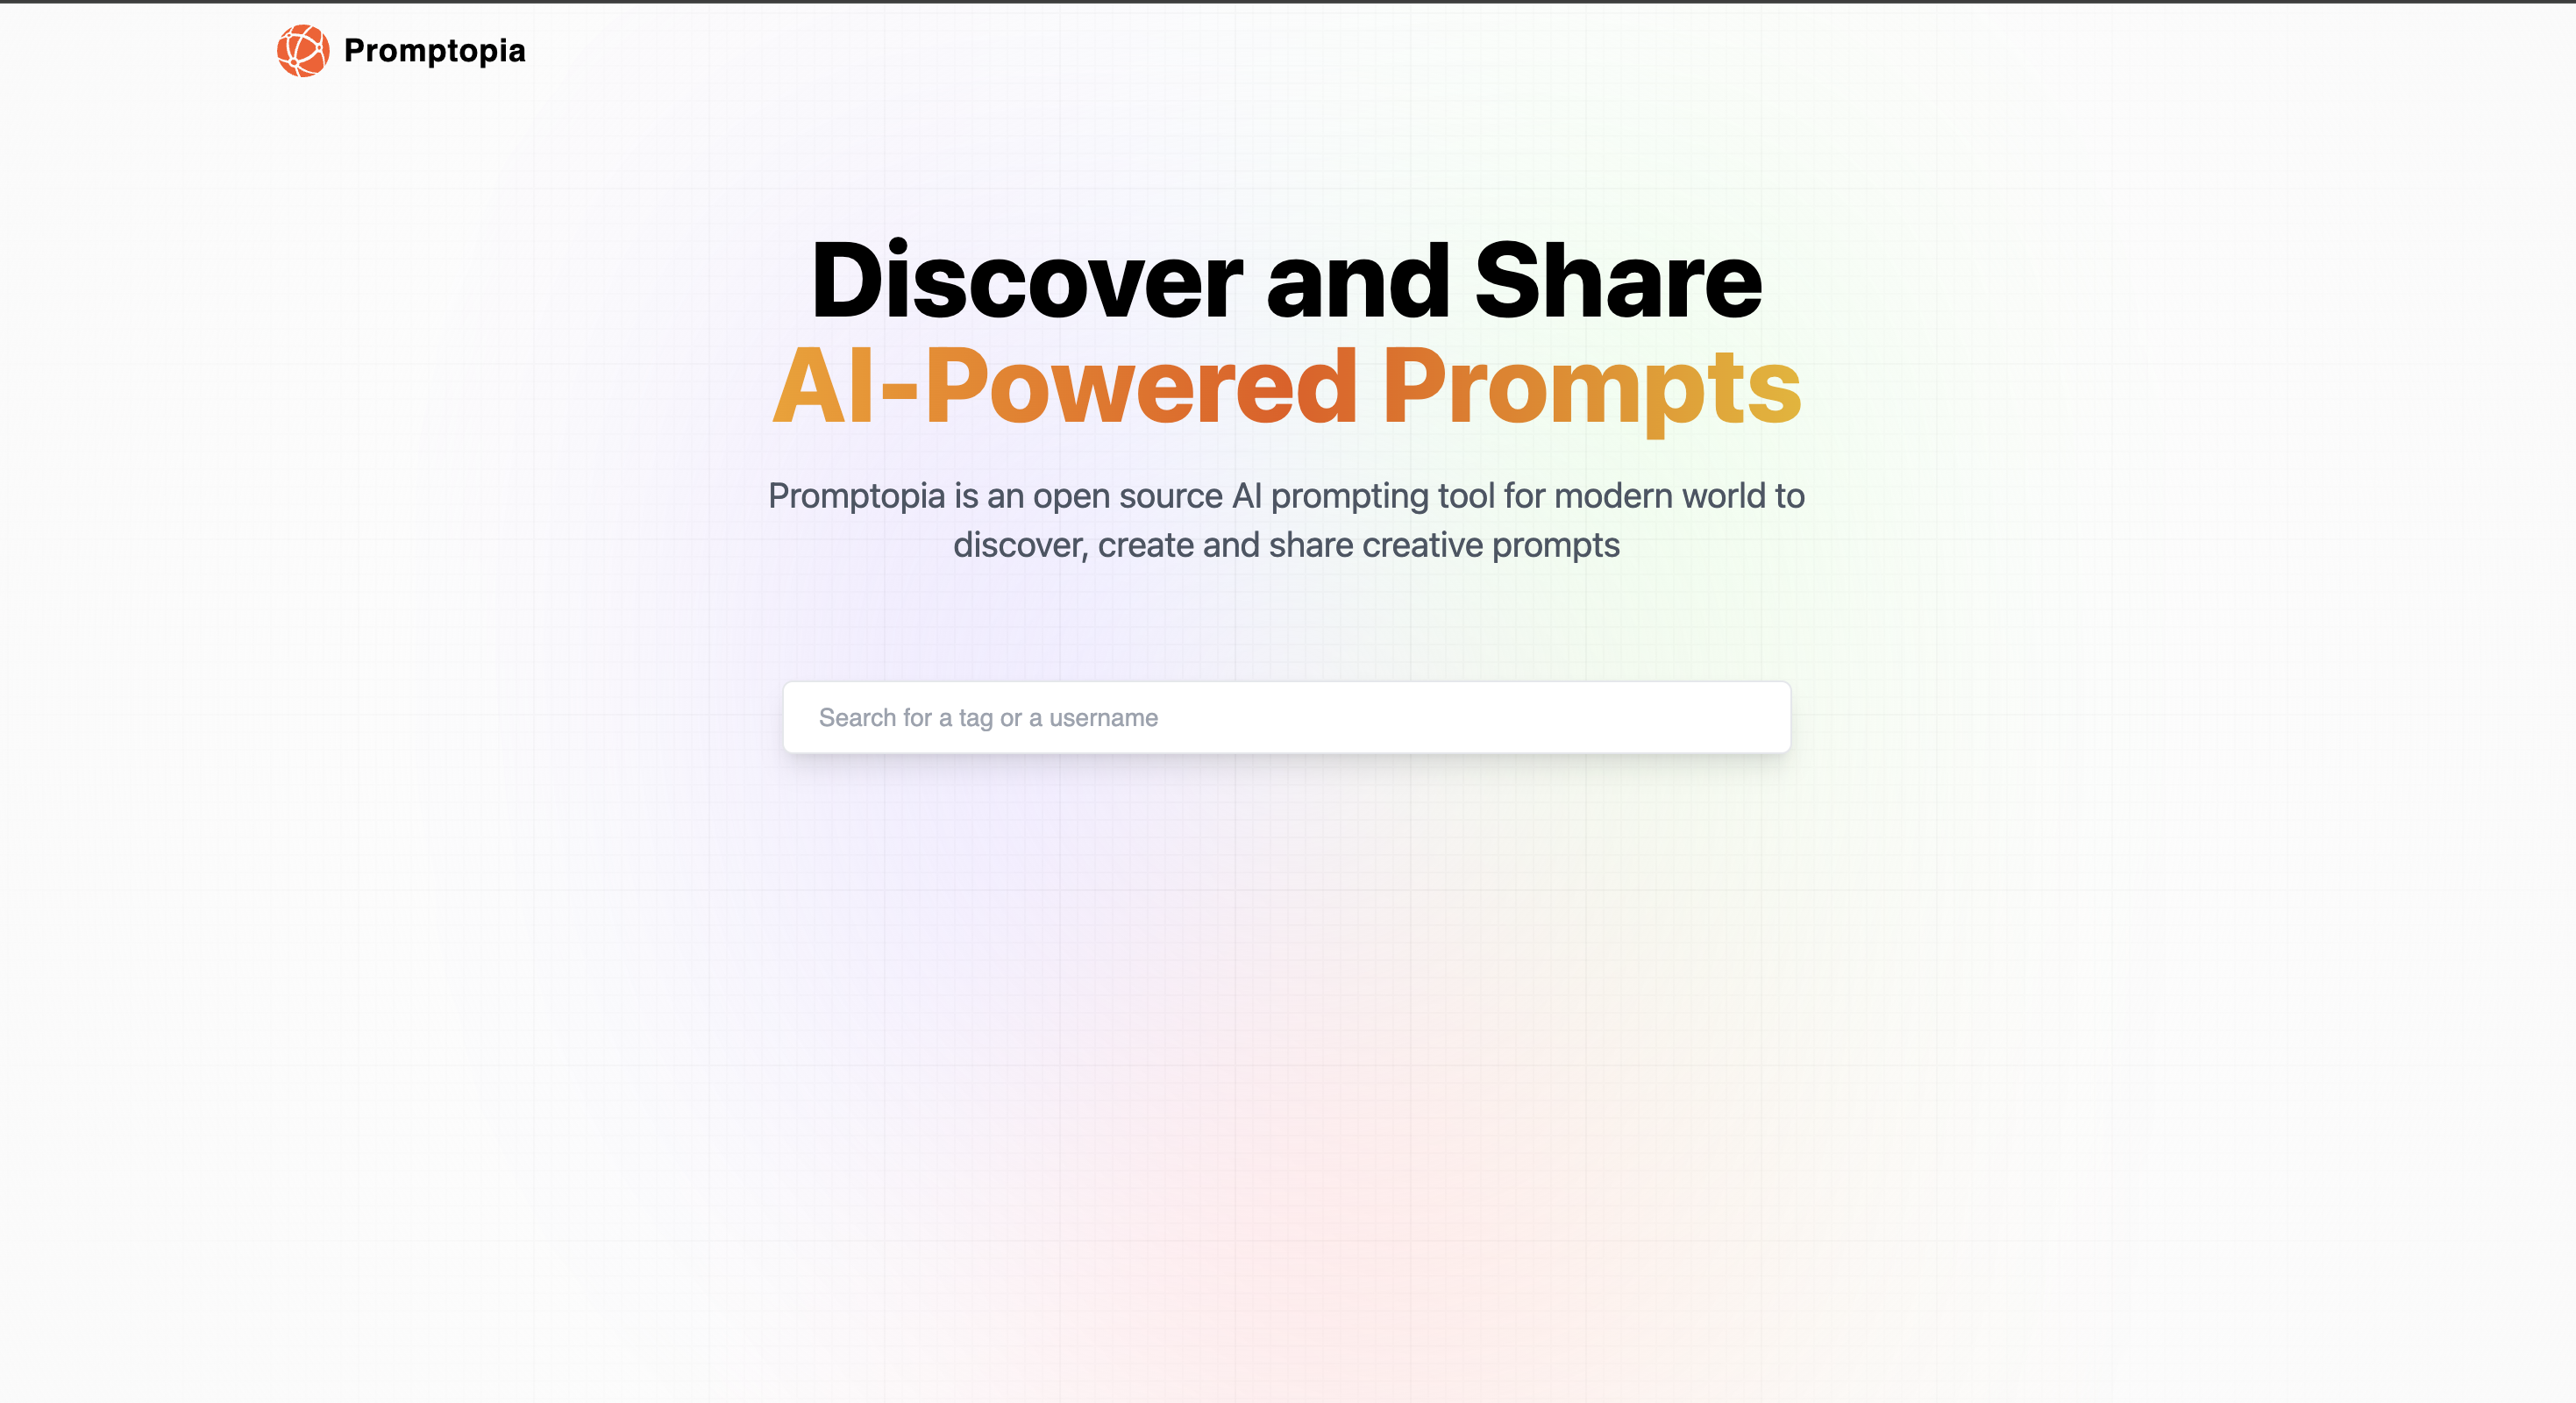 Promptopia
Discover and Share
AI-Powered Prompts
Promptopia is an open source AI prompting tool for modern world to
discover, create and share creative prompts
Search for a tag or a username